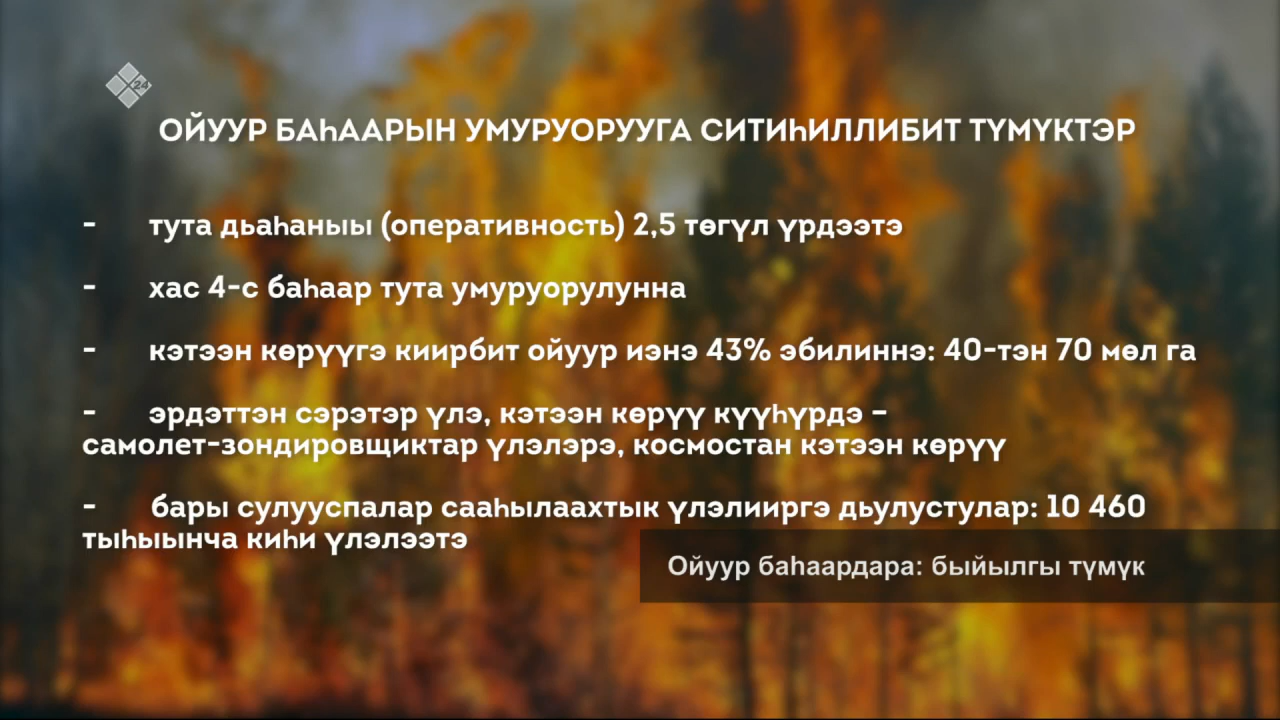 24
ОЙУУР БАҺААРЫН УМУРУОРУУГА СИТИҺИЛЛИБИТ ТҮМҮКТЭР
- тута дьаһаныы (оперативность) 2,5 төгүл үрдээтэ
- хас 4-с баһаар тута умуруорулунна
- кэтээн көрүүгэ киирбит ойуур иэнэ 43% эбилиннэ: 40-тэн 70 мөл га
- эрдэттэн сэрэтэр үлэ, кэтээн көрүү күүһүрдэ –
самолет-зондировщиктар үлэлэрэ, космостан кэтээн көрүү
- бары сулууспалар сааһылаахтык үлэлииргэ дьулустулар: 10 460
тыһыынча киһи үлэлээтэ
Ойуур баһаардара: быйылгы түмүк